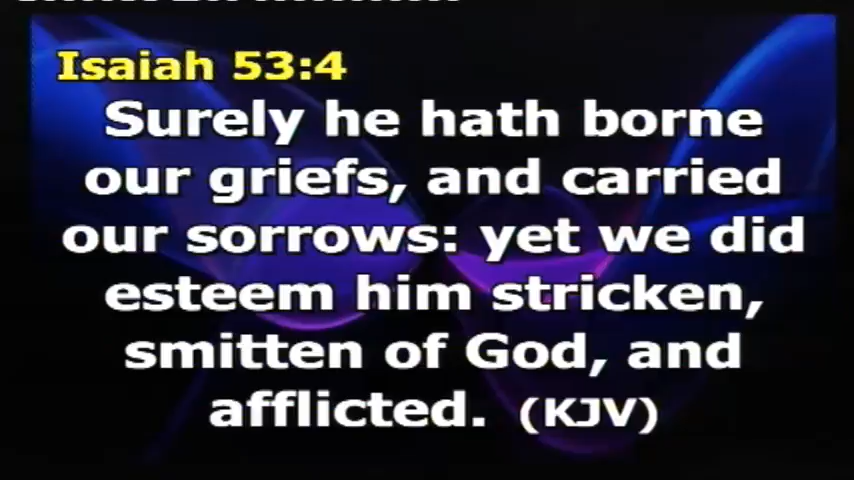 Isaiah 53:4
Surely he hath borne
our griefs, and carried
our sorrows: yet we did
esteem him stricken,
smitten of God, and
afflicted. (KJV)